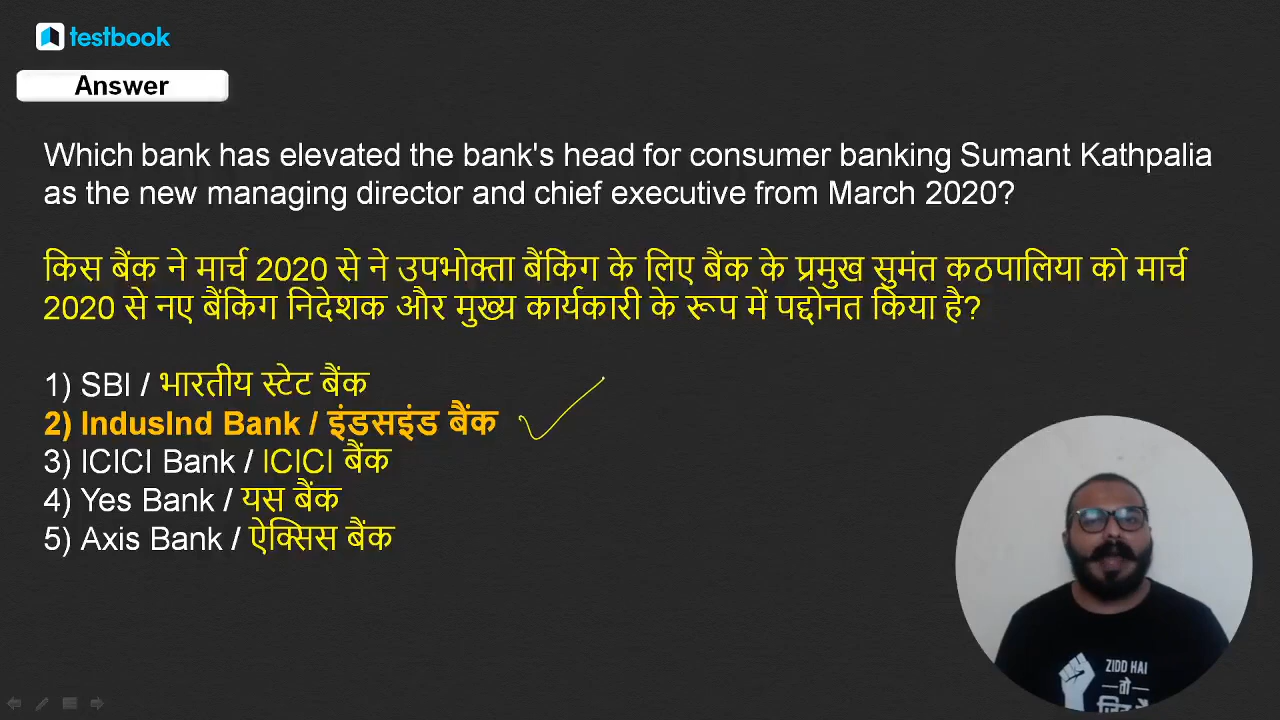 testbook
Answer
Which bank has elevated the bank's head for consumer banking Sumant Kathpalia
as the new managing director and chief executive from March 2020?
किस बैंक ने मार्च 2020 से ने उपभोक्ता बैंकिंग के लिए बैंक के प्रमुख सुमंत कठपालिया को मार्च
2020 से नए बैंकिंग निदेशक और मुख्य कार्यकारी के रूप में पद्दोनत किया है?
1) SBI / भारतीय स्टेट बैंक
2) IndusInd Bank / इंडसइंड बैंक
3) ICICI Bank / ICICI बैंक
4) Yes Bank / यस बैंक
5) Axis Bank / ऐक्सिस बैंक
ZIDD HAI
तो